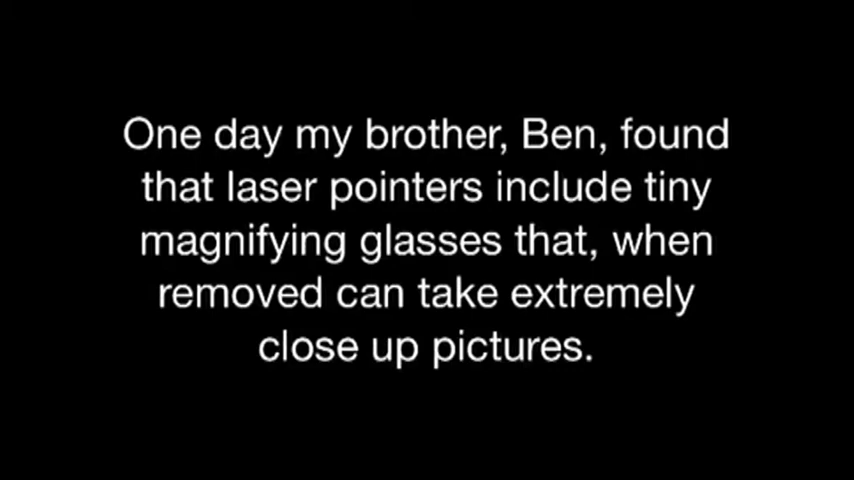 One day my brother, Ben, found
that laser pointers include tiny
magnifying glasses that, when
removed can take extremely
close up pictures.